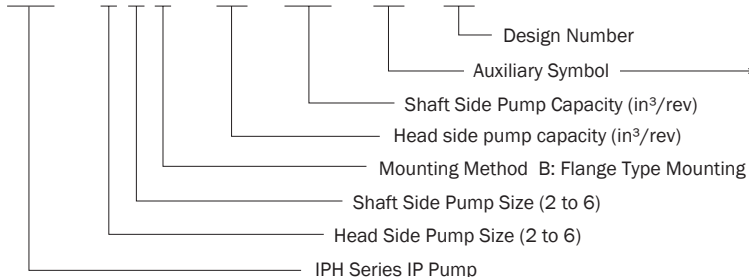 Design Number
Auxiliary Symbol
Shaft Side Pump Capacity (in³/rev)
Head side pump capacity (in³/rev)
Mounting Method B: Flange Type Mounting
Shaft Side Pump Size (2 to 6)
Head Side Pump Size (2 to 6)
IPH Series IP Pump